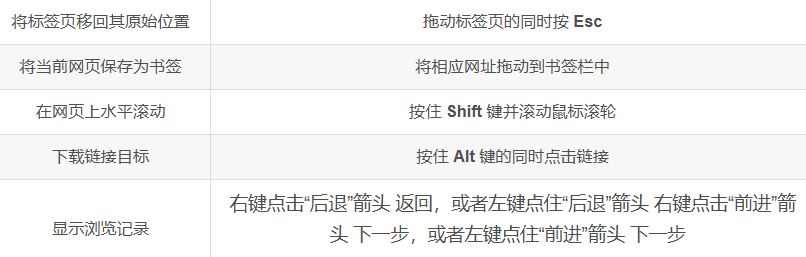 将标签页移回其原始位置 拖动标签页的同时按 Esc
将当前网页保存为书签 将相应网址拖动到书签栏中
在网页上水平滚动 按住 Shift 键并滚动鼠标滚轮
下载链接目标 按住 Alt 键的同时点击链接
显示浏览记录
右键点击“后退”箭头 返回，或者左键点住“后退”箭头 右键点击“前进”箭
头 下一步，或者左键点住“前进”箭头 下一步